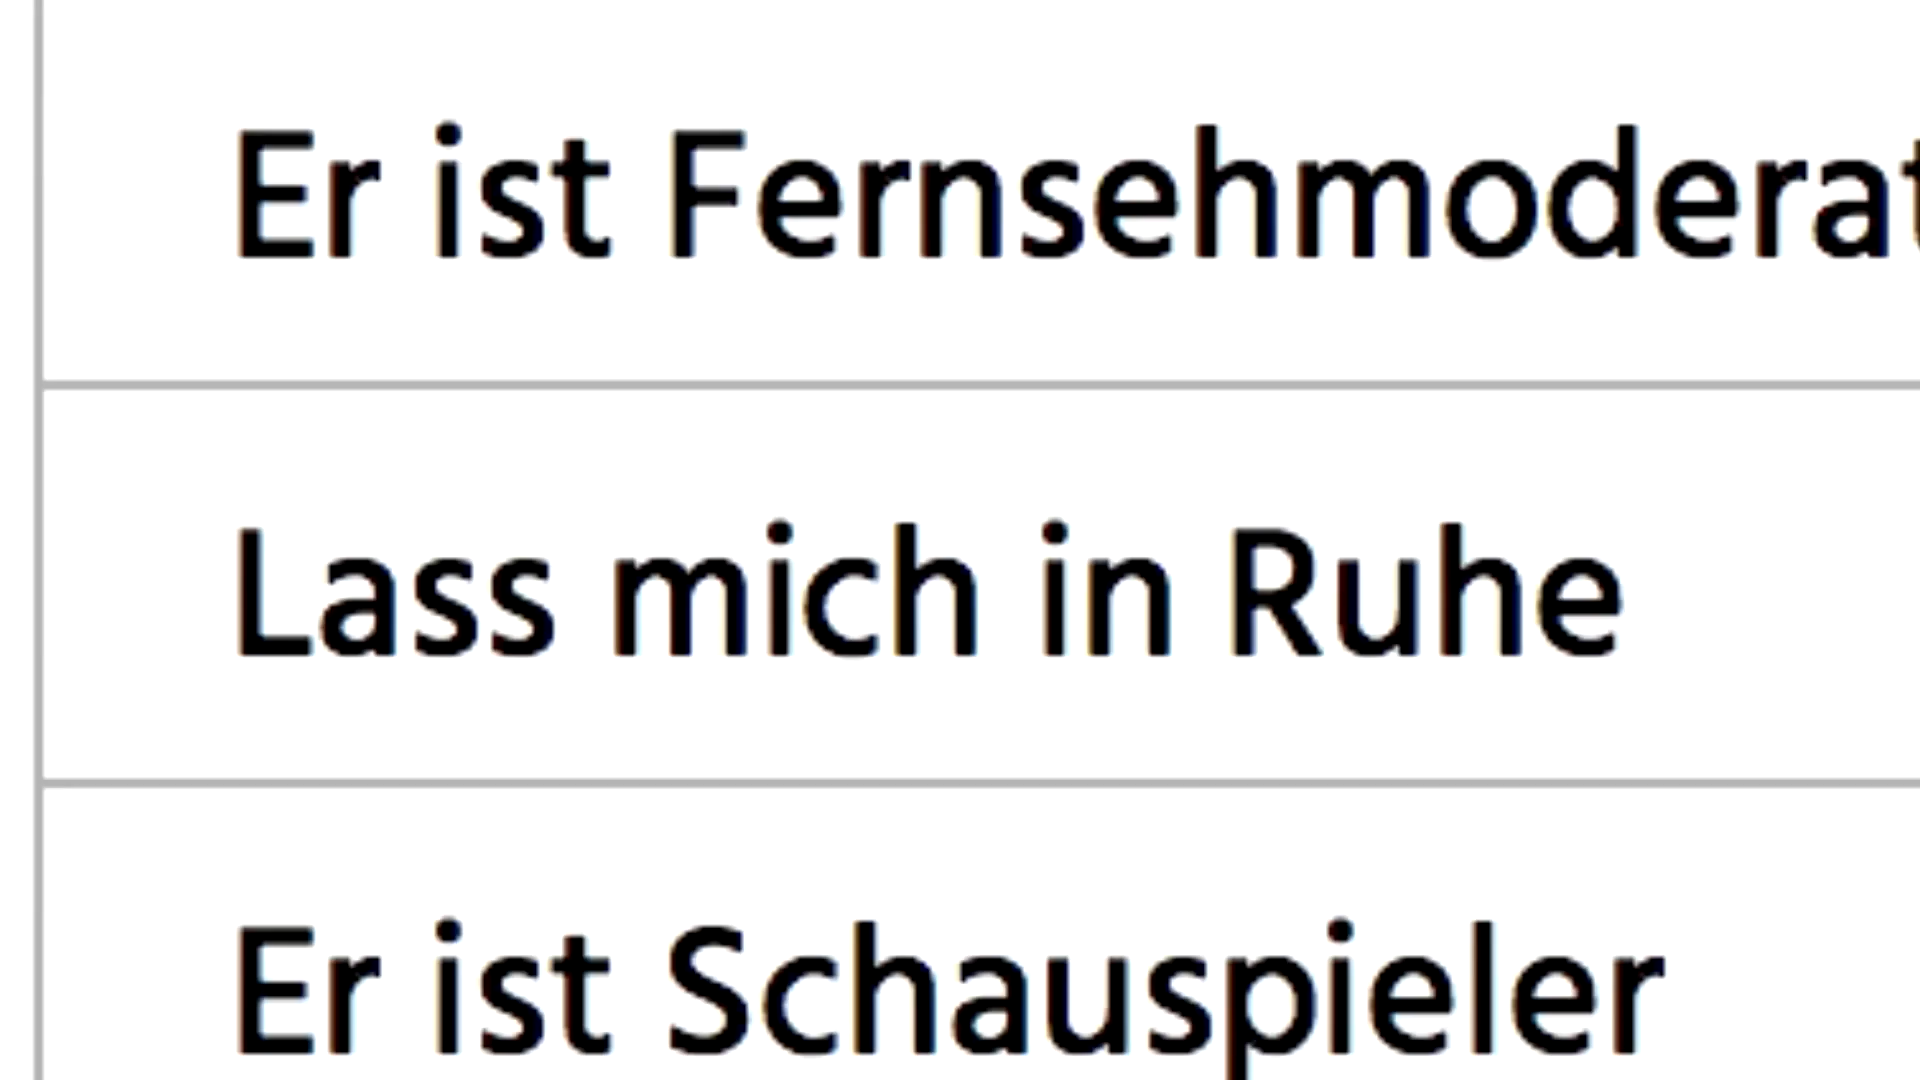 Er ist Fernsehmoderat
Lass mich in Ruhe
Er ist Schauspieler